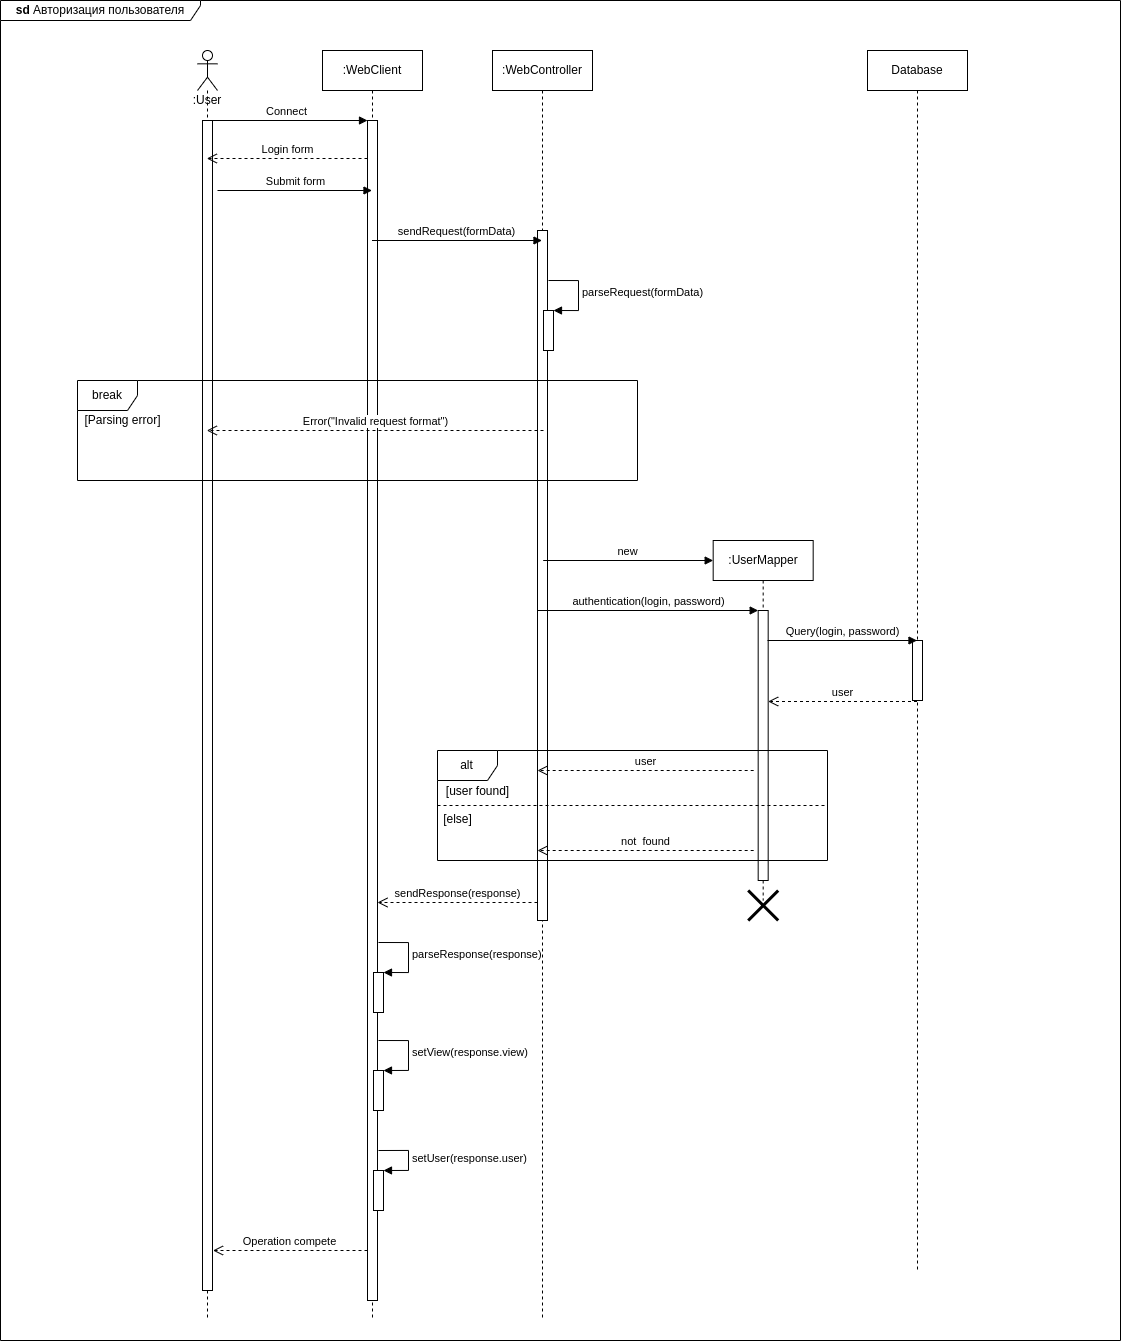 sd Авторизация пользователя
:User
:WebClient
:WebController
Database
Connect
Login form
Submit form
sendRequest(formData)
parseRequest(formData)
break
[Parsing error]
Error("Invalid request format")
new
:UserMapper
authentication(login, password)
Query(login, password)
user
alt
user
[user found]
[else]
not  found
sendResponse(response)
parseResponse(response)
setView(response.view)
setUser(response.user)
Operation compete